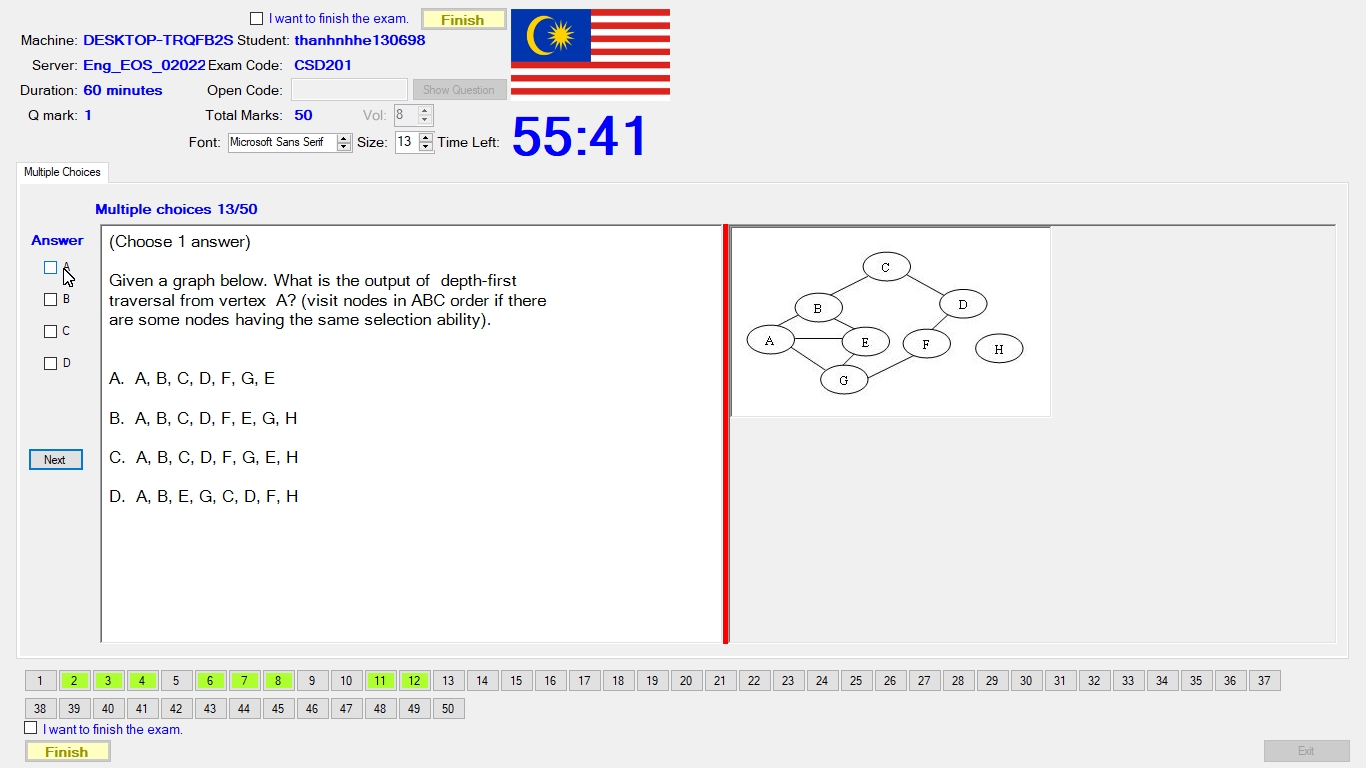 I want to finish the exam.
Finish
Machine: DESKTOP-TRQFB2S Student: thanhnhhe130698
Server: Eng_EOS_02022 Exam Code: CSD201
Duration: 60 minutes Open Code: Show Question
Q mark: 1 Total Marks: 50 Vol: 8
Font: Microsoft Sans Serif Size: 13 Time Left: 55:41
Multiple Choices
Multiple choices 13/50
Answer
A
B
C
D
Next
(Choose 1 answer)
Given a graph below. What is the output of depth-first
traversal from vertex A? (visit nodes in ABC order if there
are some nodes having the same selection ability).
A. A, B, C, D, F, G, E
B. A, B, C, D, F, E, G, H
C. A, B, C, D, F, G, E, H
D. A, B, E, G, C, D, F, H
C
B
D
A
E
F
H
G
1 2 3 4 5 6 7 8 9 10 11 12 13 14 15 16 17 18 19 20 21 22 23 24 25 26 27 28 29 30 31 32 33 34 35 36 37
38 39 40 41 42 43 44 45 46 47 48 49 50
I want to finish the exam.
Finish
Exit